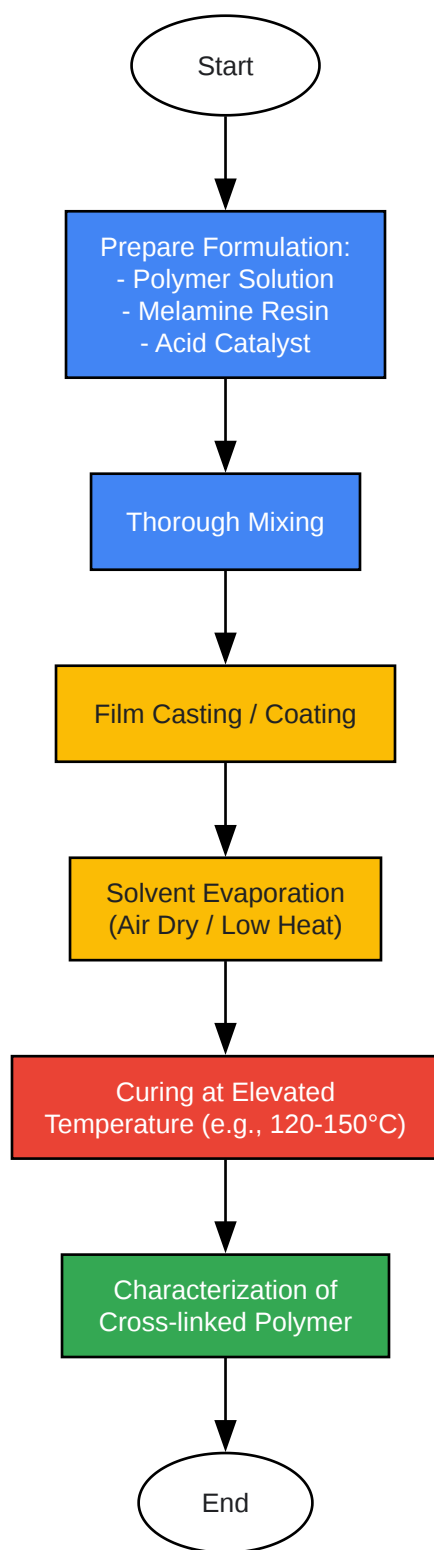 Start
Prepare Formulation:
- Polymer Solution
- Melamine Resin
- Acid Catalyst
Thorough Mixing
Film Casting / Coating
Solvent Evaporation
(Air Dry / Low Heat)
Curing at Elevated
Temperature (e.g., 120-150°C)
Characterization of
Cross-linked Polymer
End